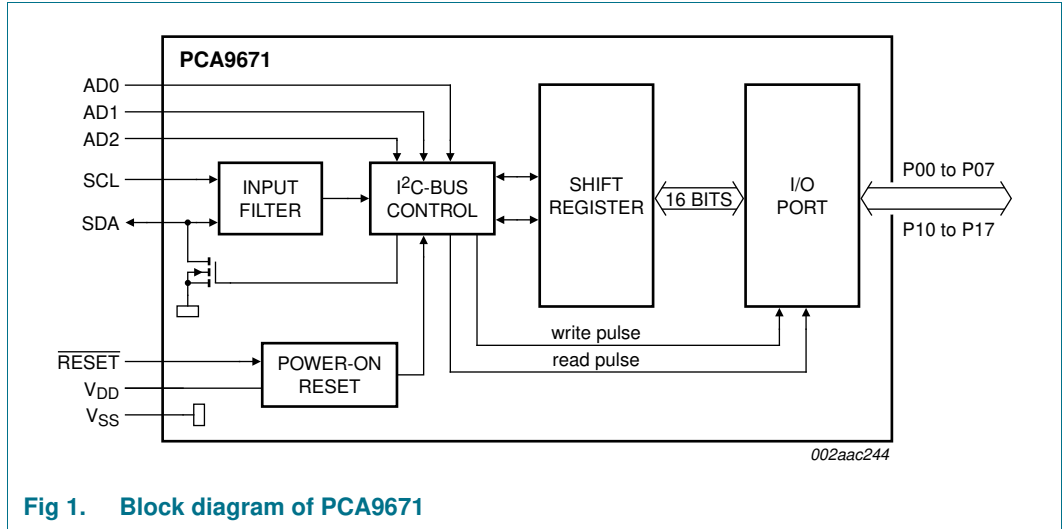 PCA9671
AD0
AD1
AD2
SCL
SDA
INPUT
FILTER
I²C-BUS
CONTROL
SHIFT
REGISTER
16 BITS
I/O
PORT
P00 to P07
P10 to P17
write pulse
read pulse
RESET
VDD
VSS
POWER-ON
RESET
002aac244
Fig 1. Block diagram of PCA9671